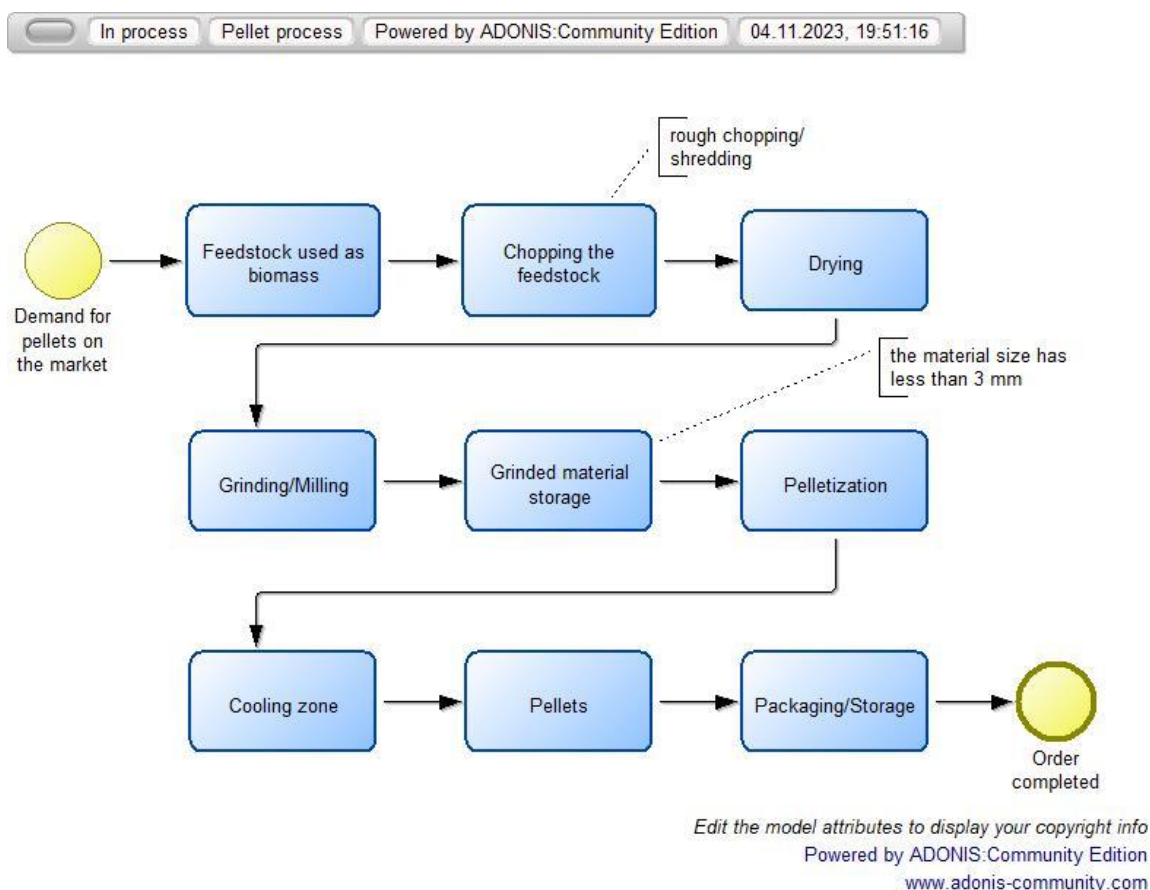 In process Pellet process Powered by ADONIS:Community Edition 04.11.2023, 19:51:16
rough chopping/
shredding
Demand for
pellets on
the market
Feedstock used as
biomass
Chopping the
feedstock
Drying
the material size has
less than 3 mm
Grinding/Milling
Grinded material
storage
Pelletization
Cooling zone
Pellets
Packaging/Storage
Order
completed
Edit the model attributes to display your copyright info
Powered by ADONIS:Community Edition
www.adonis-community.com